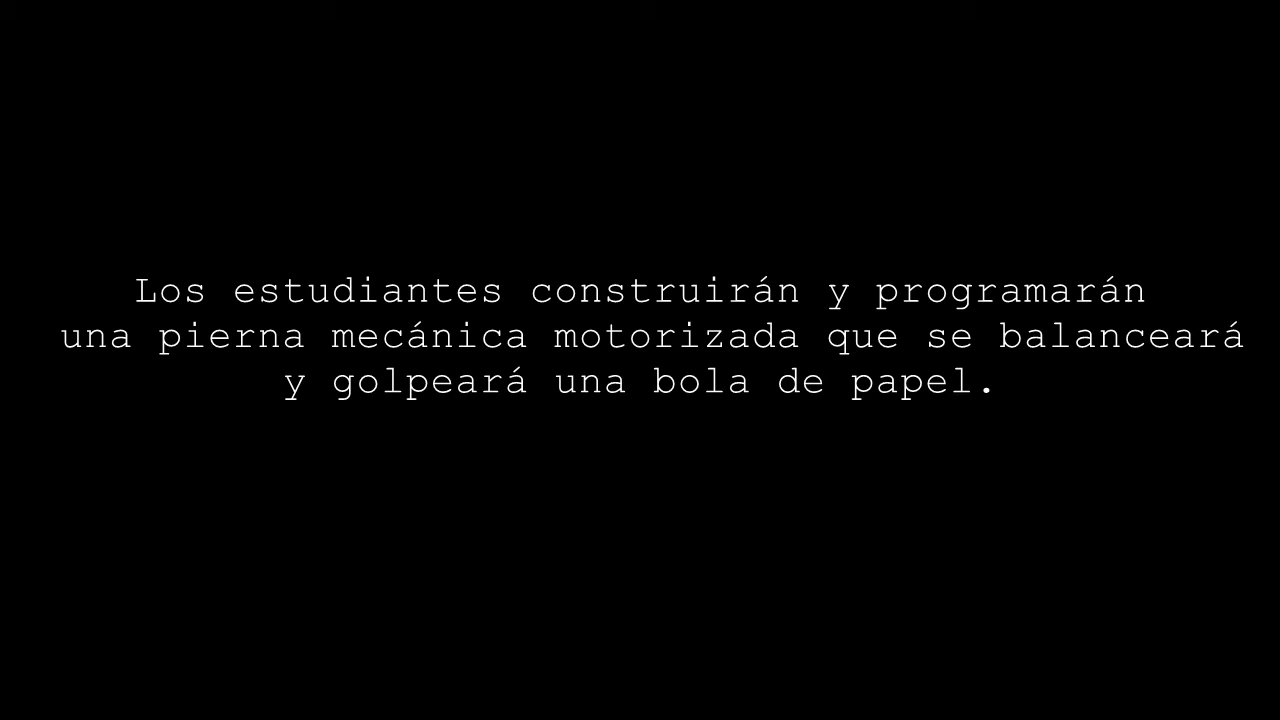 Los estudiantes construirán y programarán
una pierna mecánica motorizada que se balanceará
y golpeará una bola de papel.